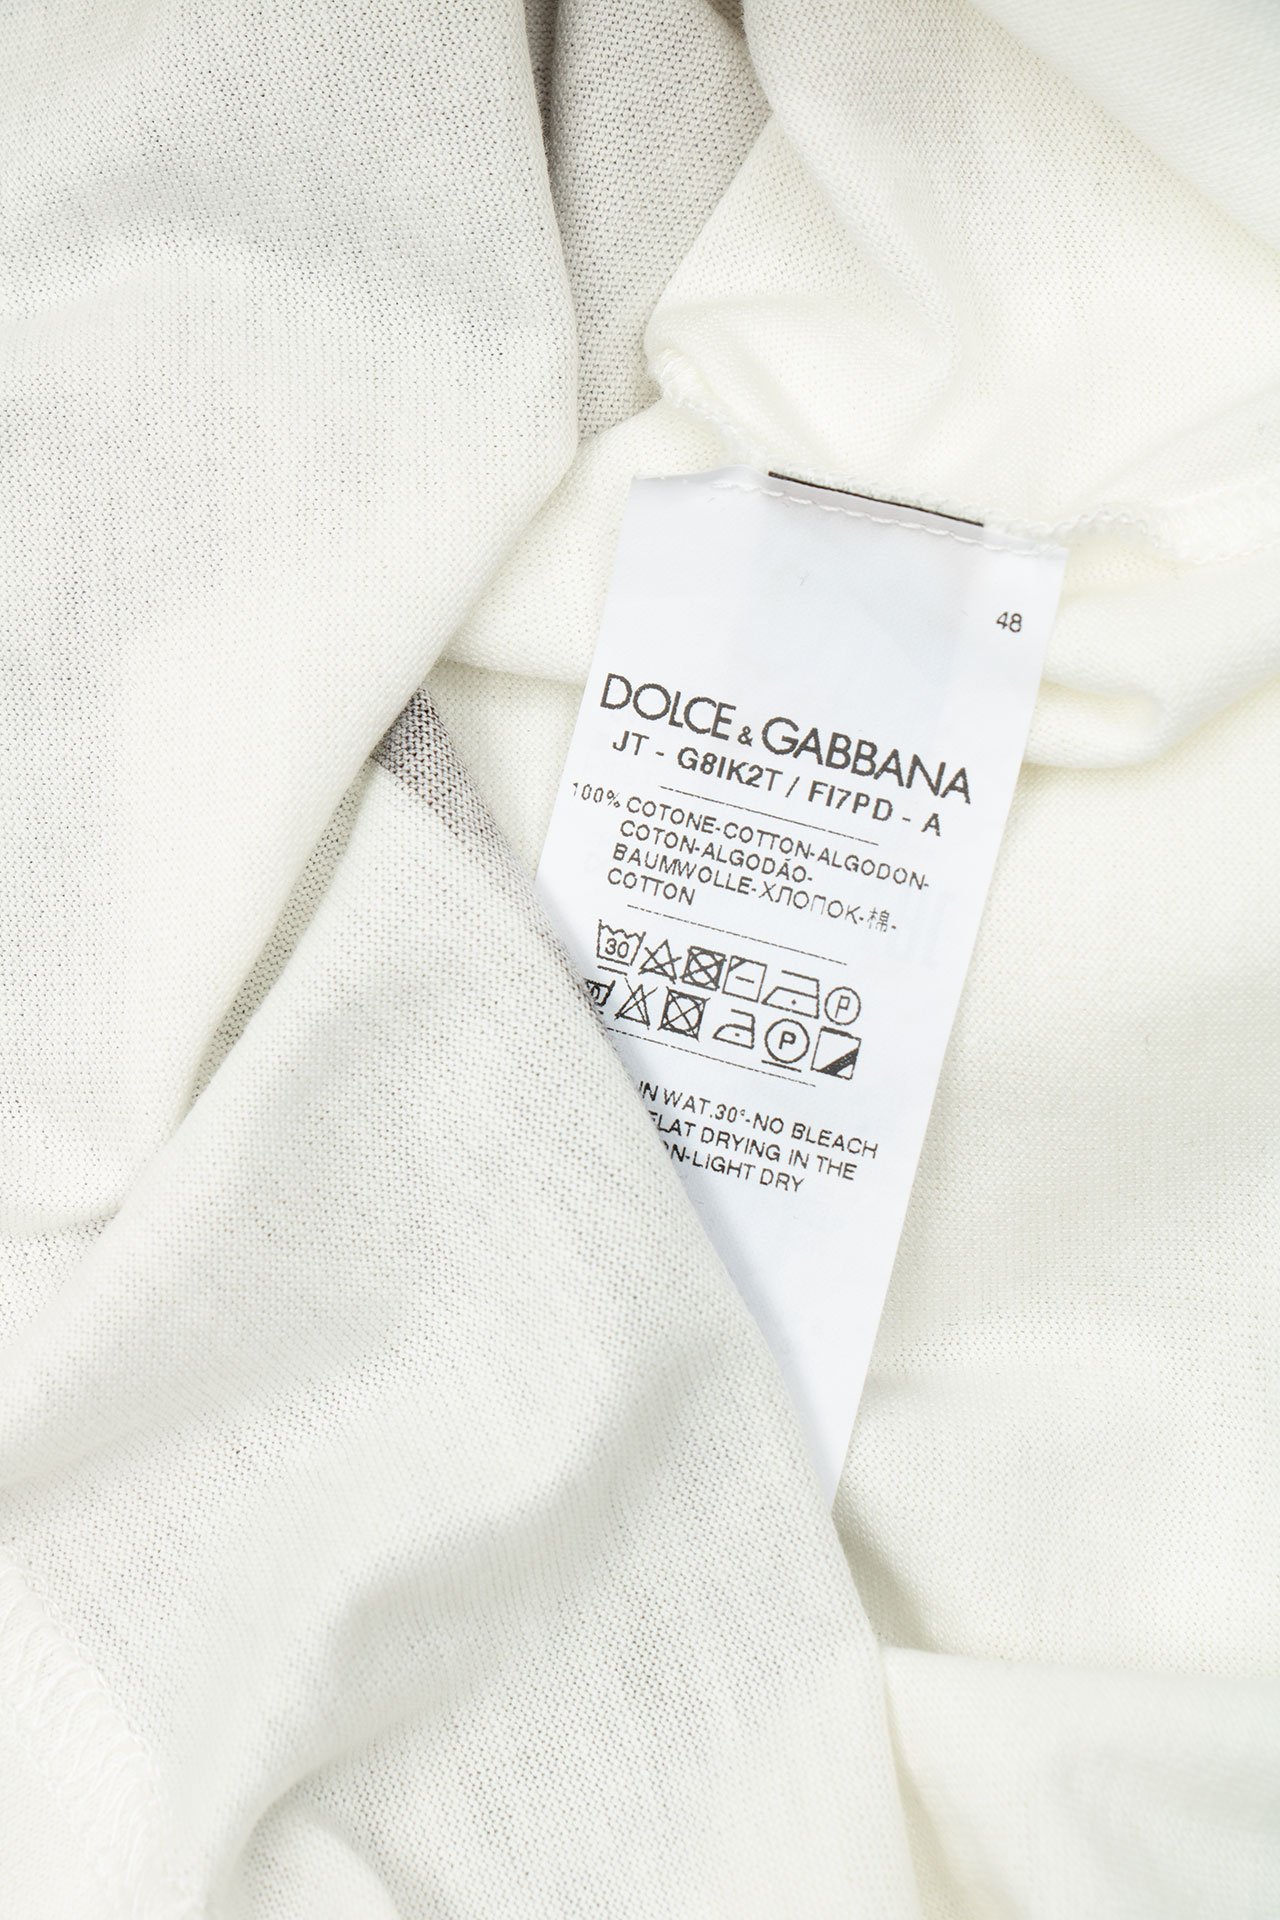 48
DOLCE & GABBANA
JT - G8IK2T / FI7PD - A
100% COTONE-COTTON-ALGODON-
COTON-ALGODÃO-
BAUMWOLLE-ХЛОПОК-棉-
COTTON
30
P
P
IN WAT.30°-NO BLEACH
FLAT DRYING IN THE
-LIGHT DRY